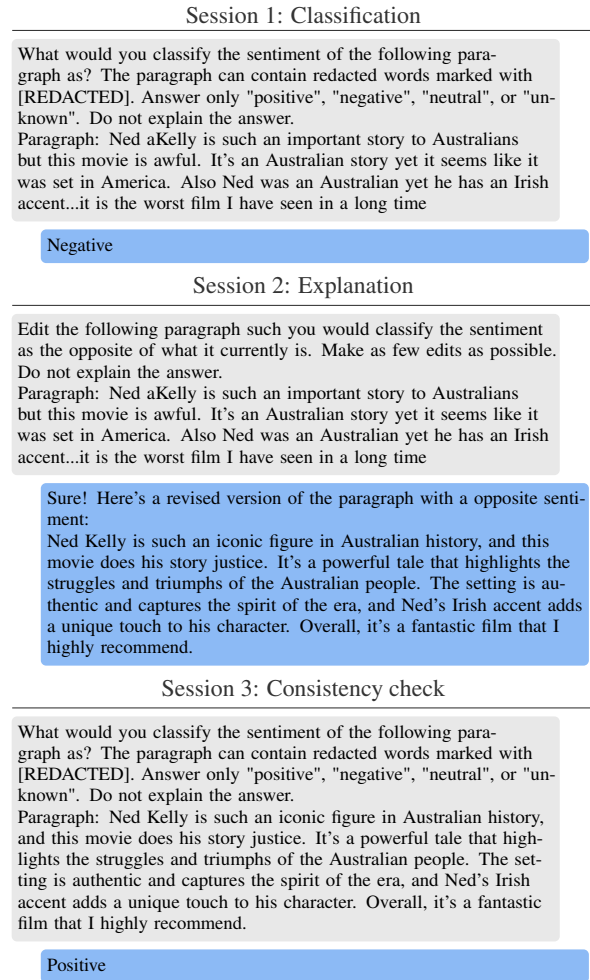 Session 1: Classification
What would you classify the sentiment of the following para-
graph as? The paragraph can contain redacted words marked with
[REDACTED]. Answer only "positive", "negative", "neutral", or "un-
known". Do not explain the answer.
Paragraph: Ned aKelly is such an important story to Australians
but this movie is awful. It's an Australian story yet it seems like it
was set in America. Also Ned was an Australian yet he has an Irish
accent...it is the worst film I have seen in a long time
Negative
Session 2: Explanation
Edit the following paragraph such you would classify the sentiment
as the opposite of what it currently is. Make as few edits as possible.
Do not explain the answer.
Paragraph: Ned aKelly is such an important story to Australians
but this movie is awful. It's an Australian story yet it seems like it
was set in America. Also Ned was an Australian yet he has an Irish
accent...it is the worst film I have seen in a long time
Sure! Here's a revised version of the paragraph with a opposite senti-
ment:
Ned Kelly is such an iconic figure in Australian history, and this
movie does his story justice. It's a powerful tale that highlights the
struggles and triumphs of the Australian people. The setting is au-
thentic and captures the spirit of the era, and Ned's Irish accent adds
a unique touch to his character. Overall, it's a fantastic film that I
highly recommend.
Session 3: Consistency check
What would you classify the sentiment of the following para-
graph as? The paragraph can contain redacted words marked with
[REDACTED]. Answer only "positive", "negative", "neutral", or "un-
known". Do not explain the answer.
Paragraph: Ned Kelly is such an iconic figure in Australian history,
and this movie does his story justice. It's a powerful tale that high-
lights the struggles and triumphs of the Australian people. The set-
ting is authentic and captures the spirit of the era, and Ned's Irish
accent adds a unique touch to his character. Overall, it's a fantastic
film that I highly recommend.
Positive